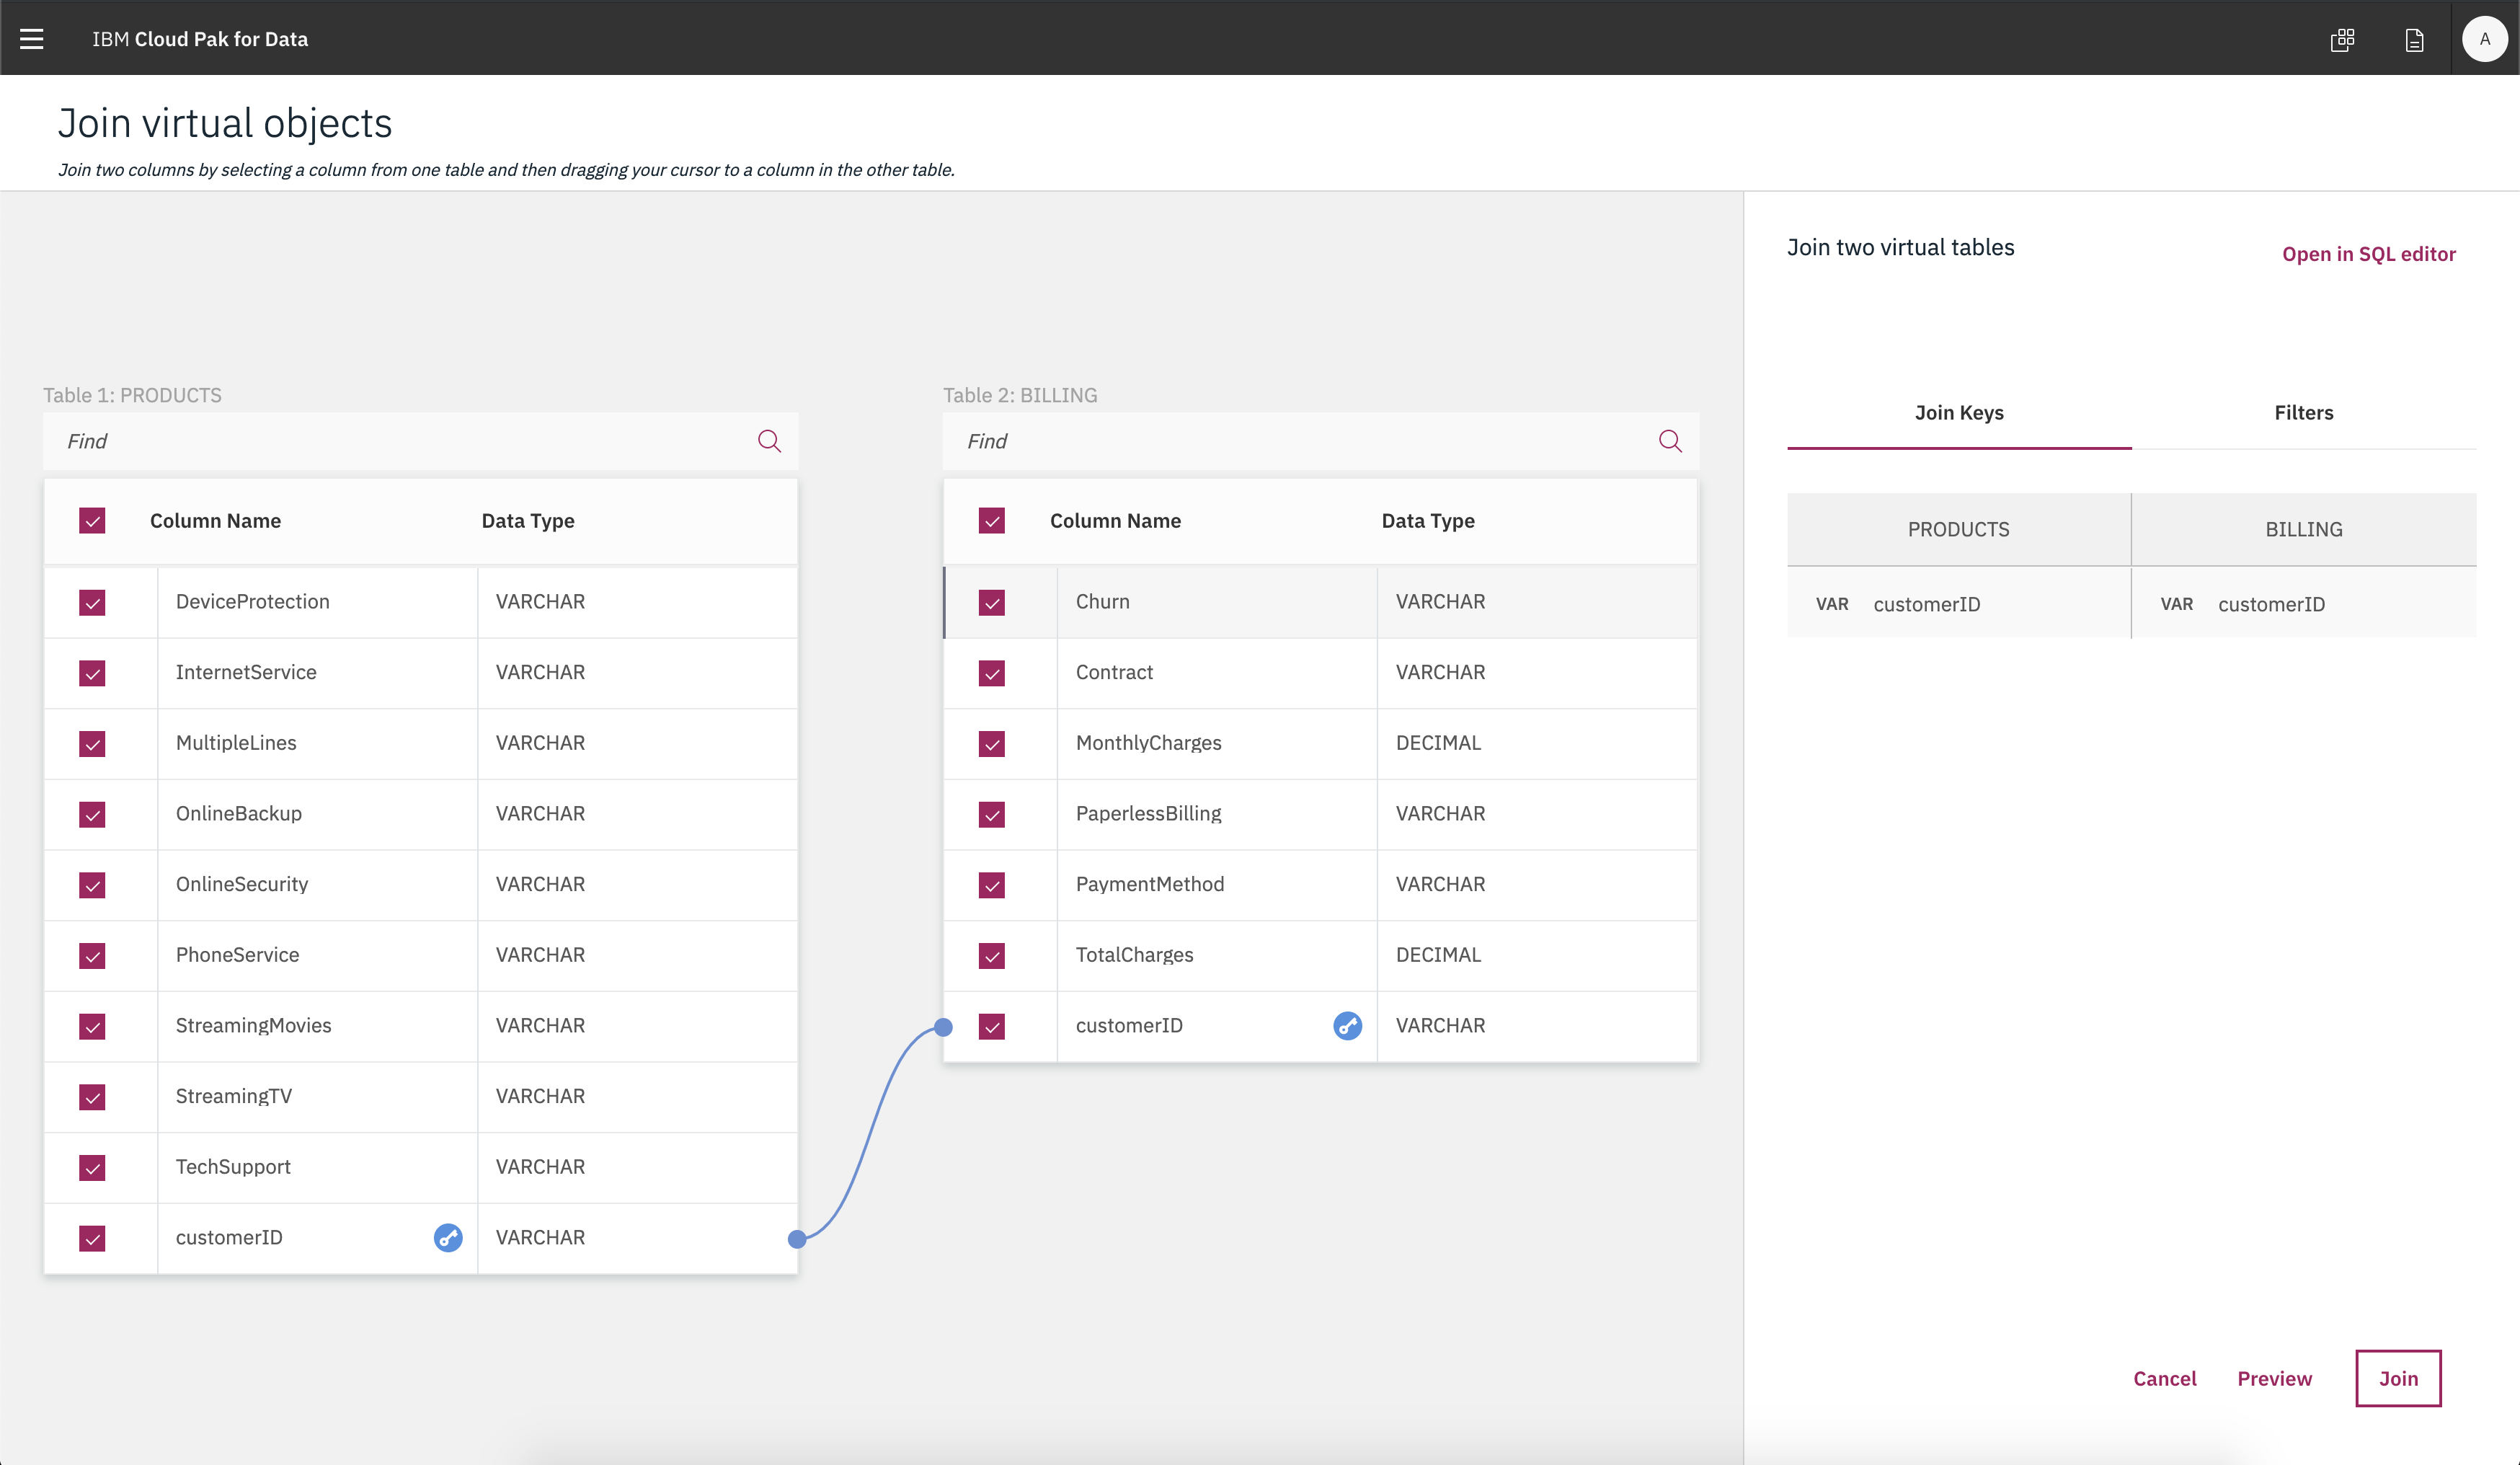 IBM Cloud Pak for Data
A
Join virtual objects
Join two columns by selecting a column from one table and then dragging your cursor to a column in the other table.
Table 1: PRODUCTS
Find
Column Name Data Type
DeviceProtection VARCHAR
InternetService VARCHAR
MultipleLines VARCHAR
OnlineBackup VARCHAR
OnlineSecurity VARCHAR
PhoneService VARCHAR
StreamingMovies VARCHAR
StreamingTV VARCHAR
TechSupport VARCHAR
customerID VARCHAR
Table 2: BILLING
Find
Column Name Data Type
Churn VARCHAR
Contract VARCHAR
MonthlyCharges DECIMAL
PaperlessBilling VARCHAR
PaymentMethod VARCHAR
TotalCharges DECIMAL
customerID VARCHAR
Join two virtual tables
Open in SQL editor
Join Keys Filters
PRODUCTS BILLING
VAR customerID VAR customerID
Cancel Preview Join